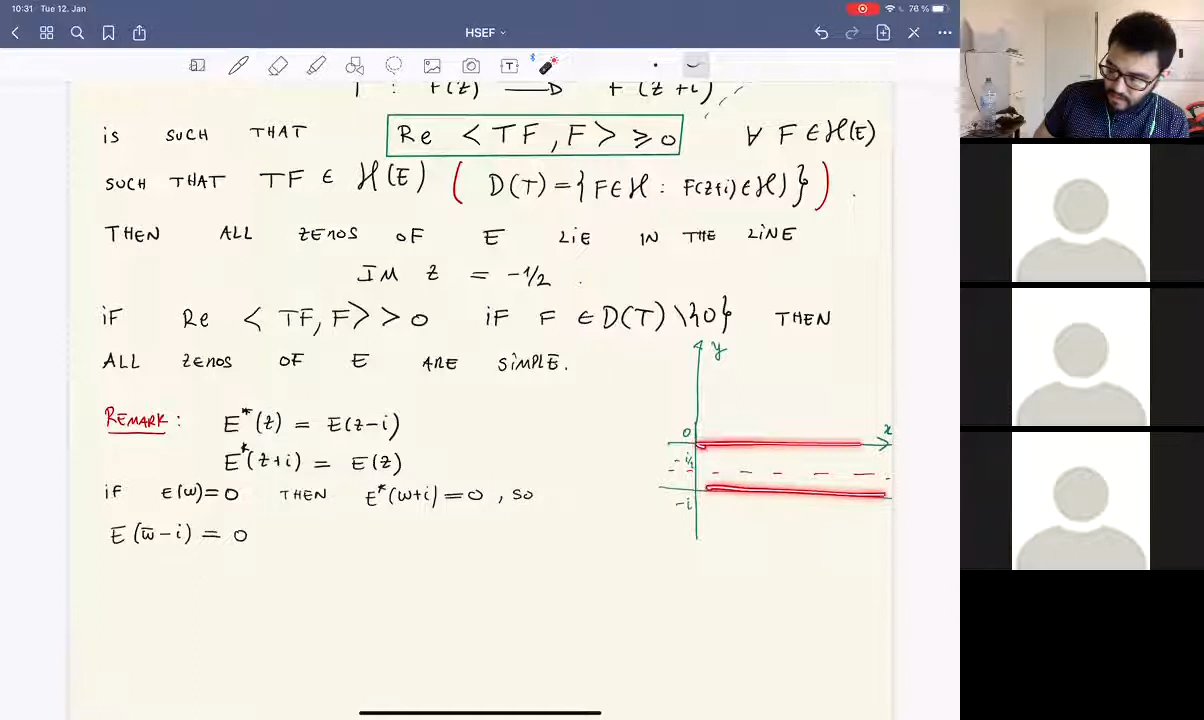 10:31 Tue 12. Jan
76 %
HSEF
: F(z) → F(z+i),
is SUCH THAT Re < TF, F > ≥ 0 ∀ F ∈ H(E)
SUCH THAT TF ∈ H(E) ( D(T) = { F ∈ H : F(z+i) ∈ H) } ) .
THEN ALL ZEROS OF E LIE IN THE LINE
IM z = -1/2 .
iF Re < TF, F > > 0 iF F ∈ D(T) \ {0} THEN
ALL ZEROS OF E ARE SIMPLE.
y
REMARK : E*(z) = E(z-i)
0 x
E*(z+i) = E(z)
- i/2
iF E(w)=0 THEN E*(w+i)=0 , SO
-i
E(w̄-i) = 0